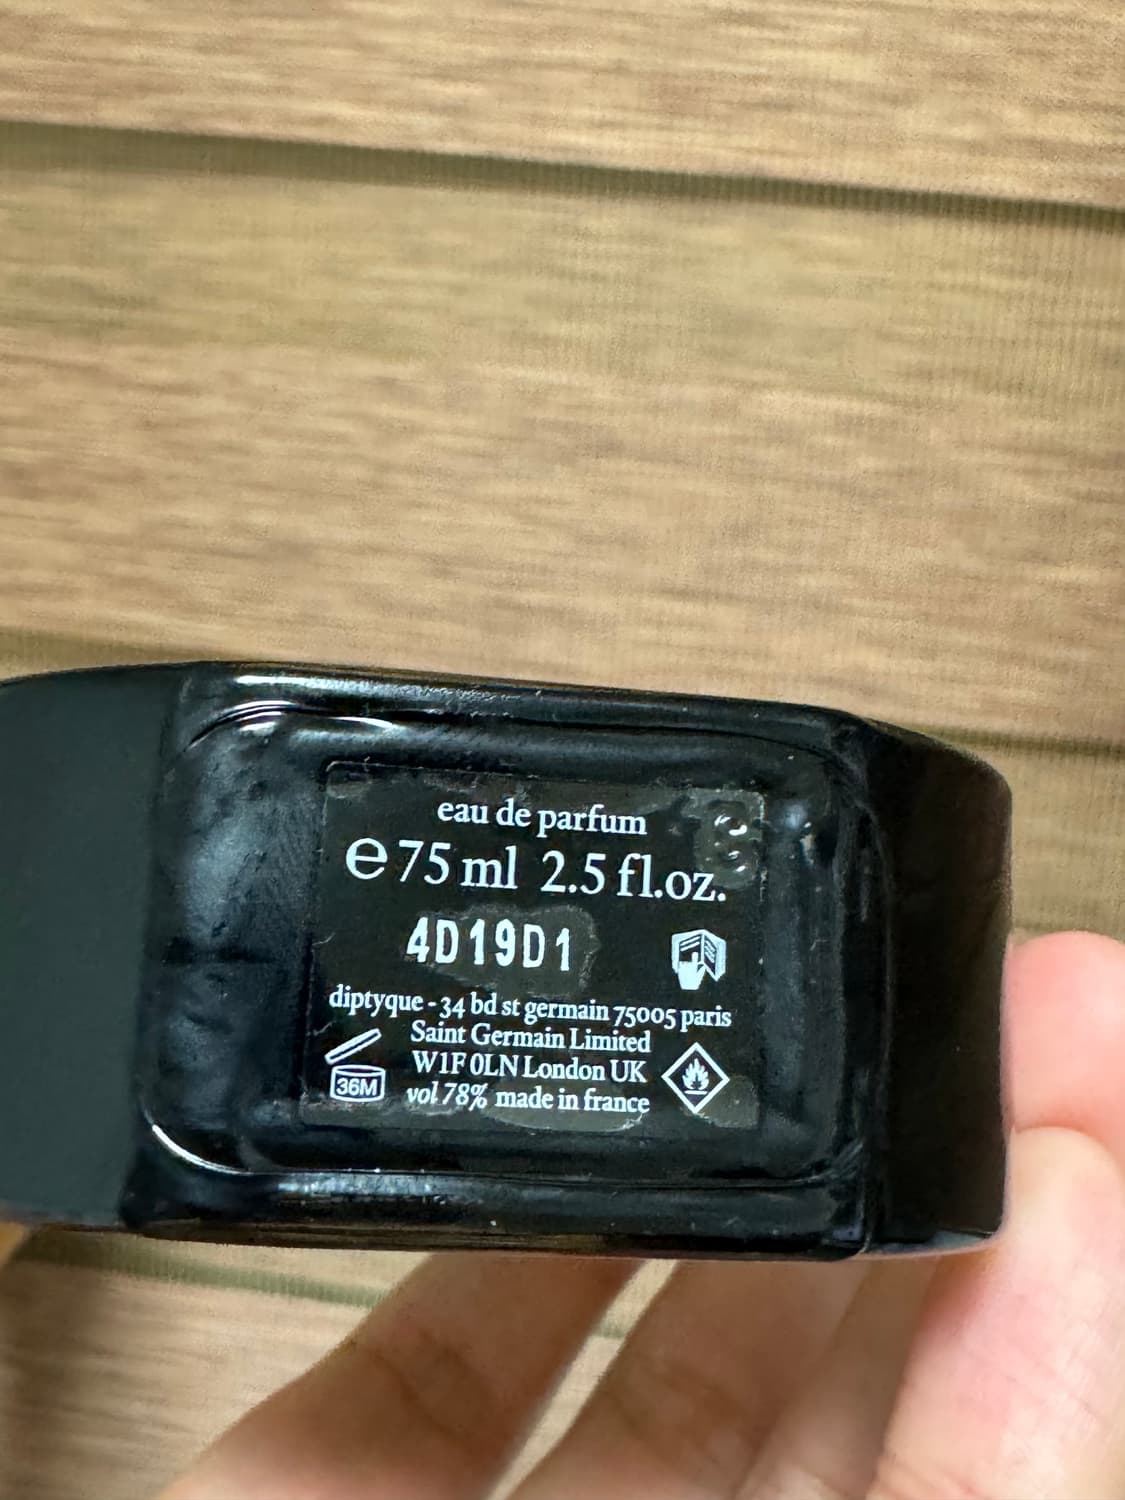 eau de parfum
℮ 75 ml 2.5 fl.oz.
4D19D1
diptyque - 34 bd st germain 75005 paris
Saint Germain Limited
W1F 0LN London UK
36M
vol 78% made in france